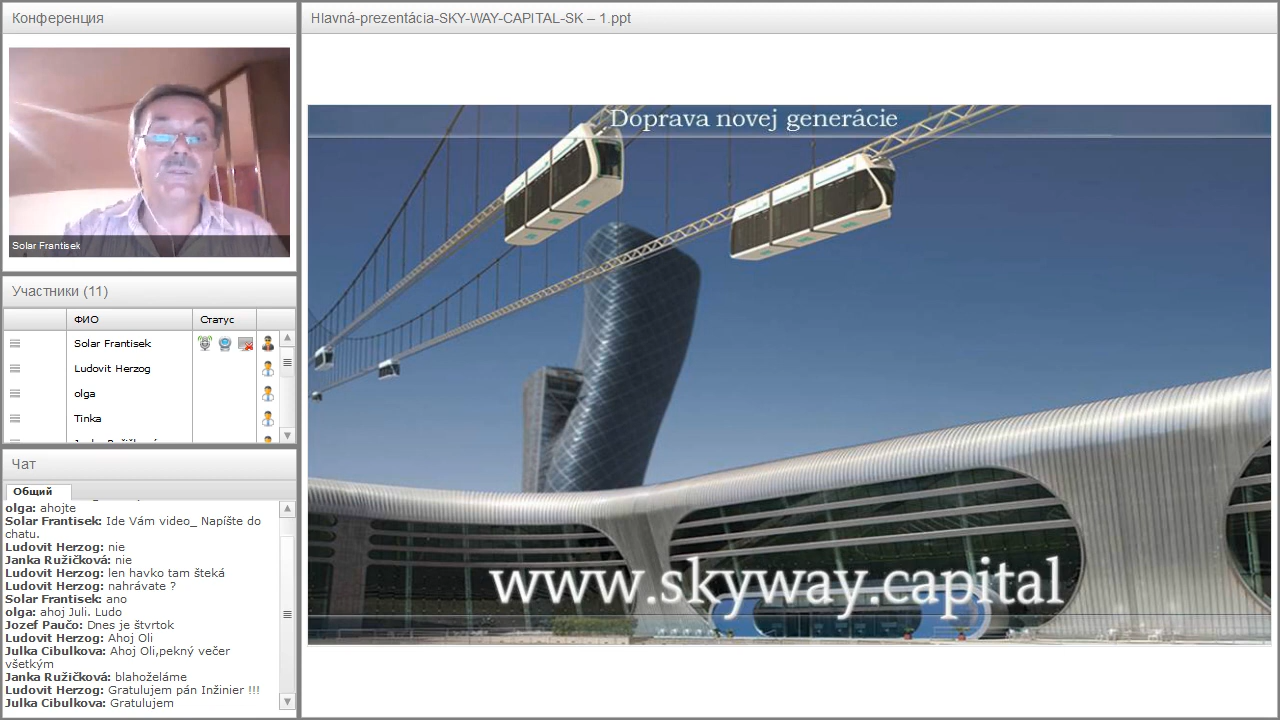 Конференция
Solar Frantisek
Участники (11)
ФИО
Статус
Solar Frantisek
Ludovit Herzog
olga
Tinka
Чат
Общий
olga: ahojte
Solar Frantisek: Ide Vám video_ Napíšte do
chatu.
Ludovit Herzog: nie
Janka Ružičková: nie
Ludovit Herzog: len havko tam šteká
Ludovit Herzog: nahrávate ?
Solar Frantisek: ano
olga: ahoj Juli. Ludo
Jozef Paučo: Dnes je štvrtok
Ludovit Herzog: Ahoj Oli
Julka Cibulkova: Ahoj Oli,pekný večer
všetkým
Janka Ružičková: blahoželáme
Ludovit Herzog: Gratulujem pán Inžinier !!!
Julka Cibulkova: Gratulujem
Hlavná-prezentácia-SKY-WAY-CAPITAL-SK – 1.ppt
Doprava novej generácie
www.skyway.capital